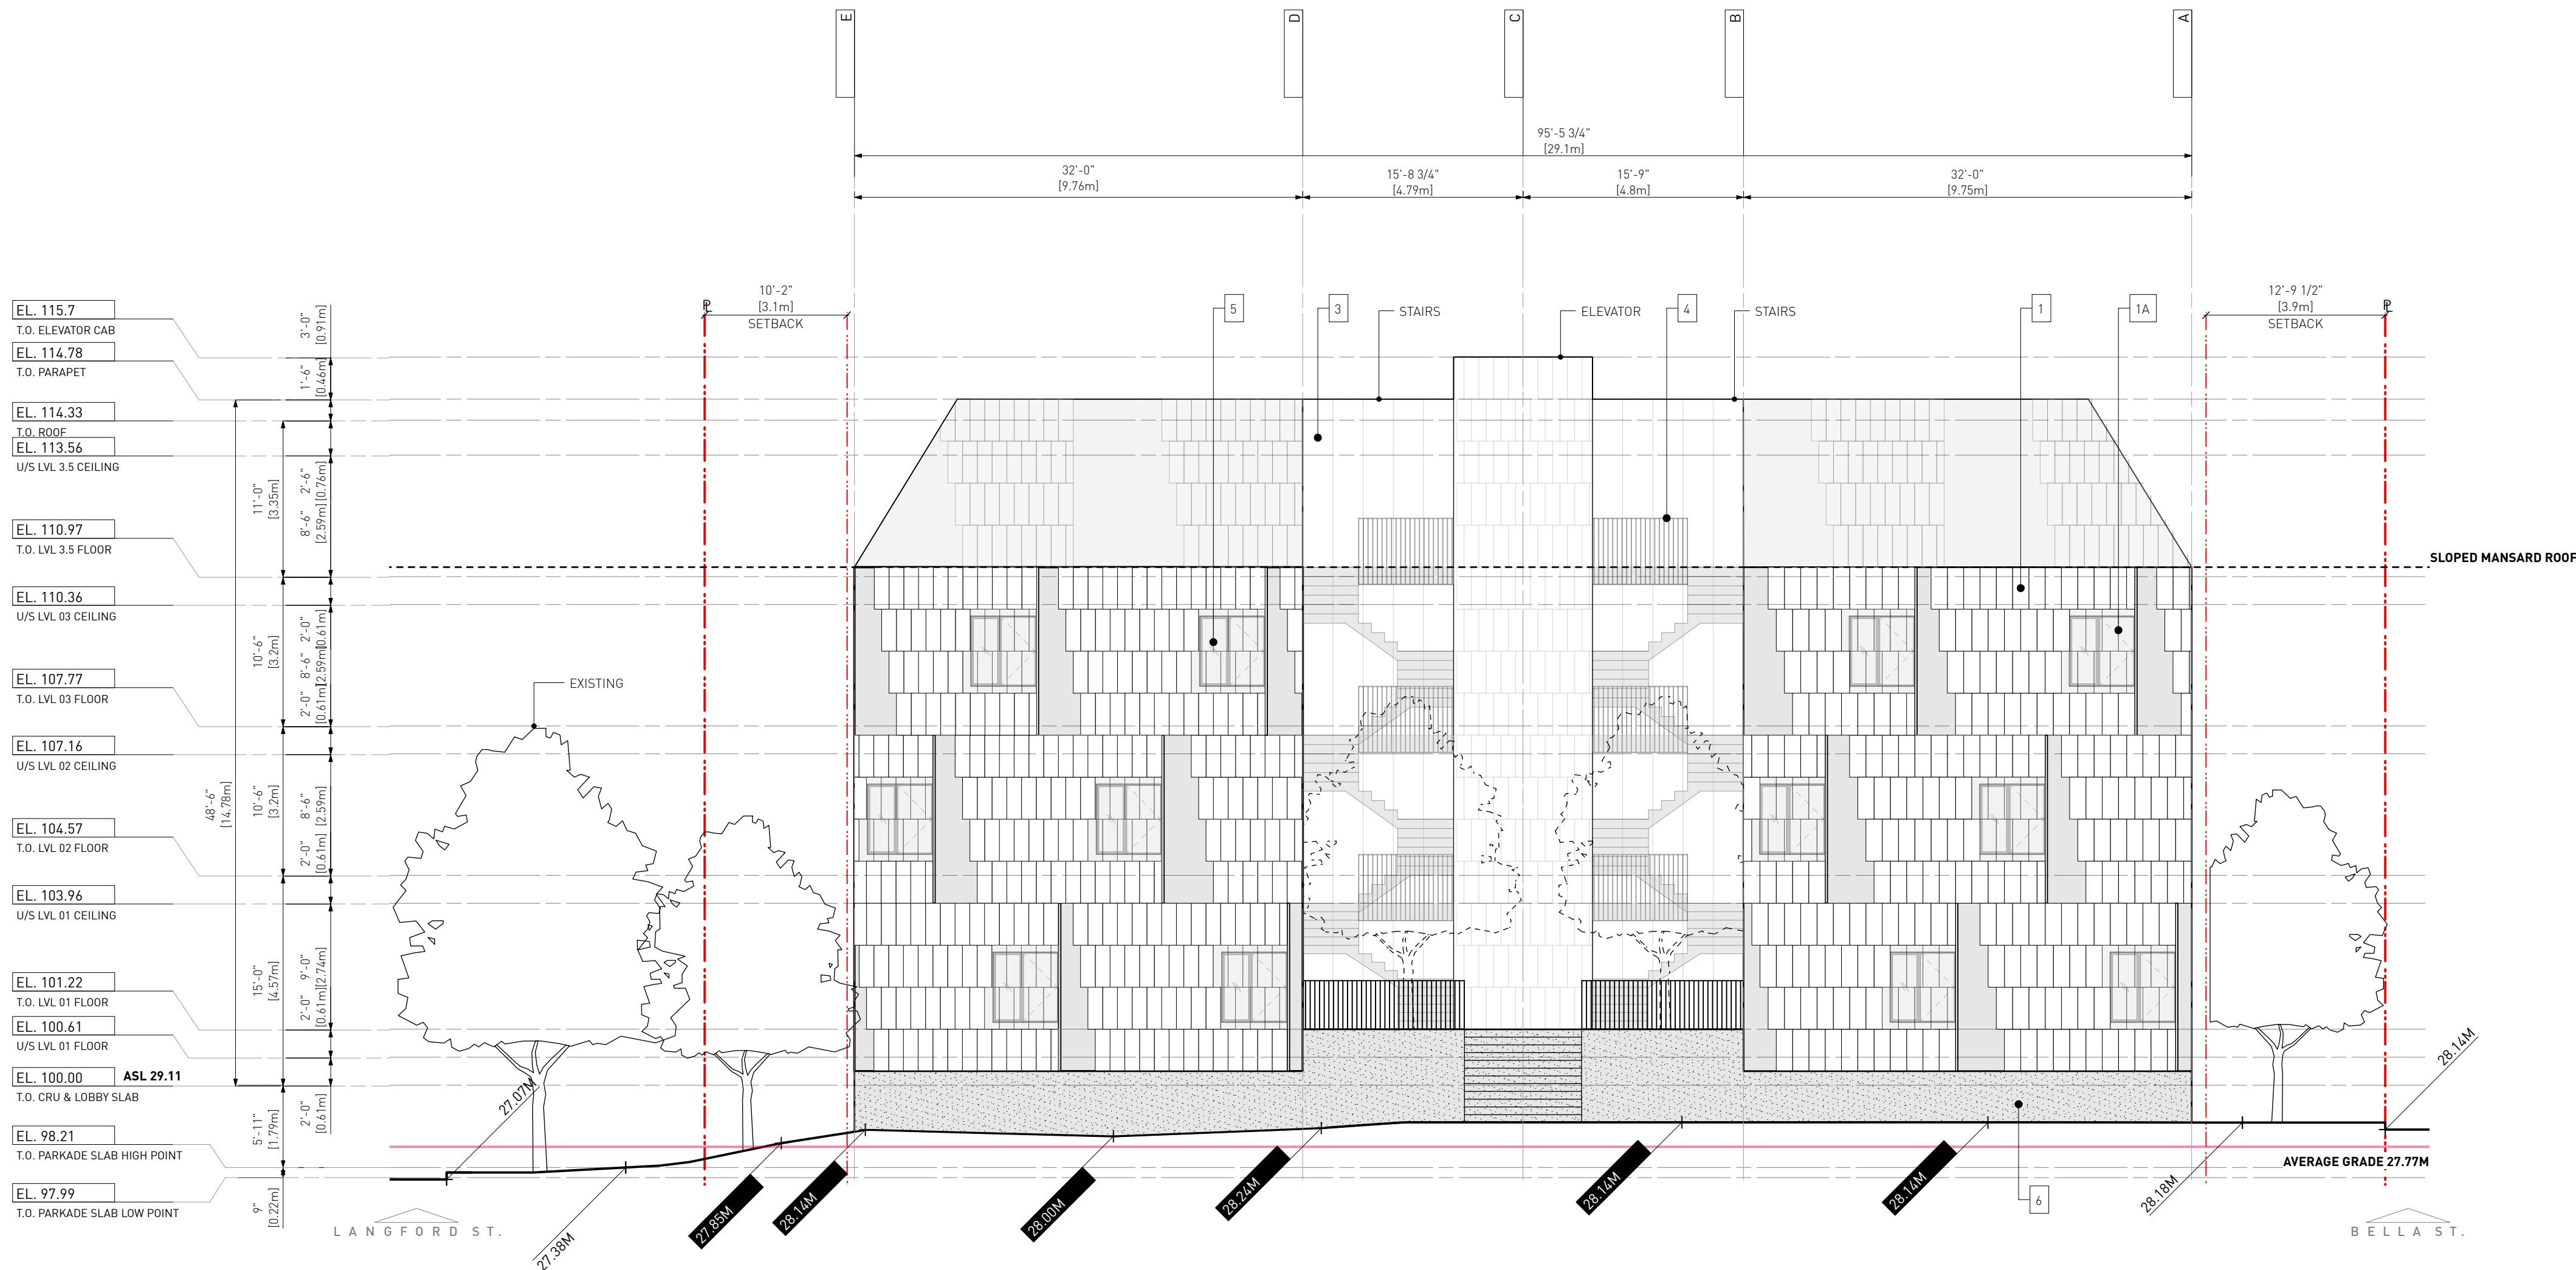 E
D
C
B
A
95'-5 3/4"
[29.1m]
32'-0"
[9.76m]
15'-8 3/4"
[4.79m]
15'-9"
[4.8m]
32'-0"
[9.75m]
10'-2"
[3.1m]
SETBACK
12'-9 1/2"
[3.9m]
SETBACK
PL
PL
5
3
STAIRS
ELEVATOR
4
STAIRS
1
1A
EL. 115.7
T.O. ELEVATOR CAB
EL. 114.78
T.O. PARAPET
EL. 114.33
T.O. ROOF
EL. 113.56
U/S LVL 3.5 CEILING
EL. 110.97
T.O. LVL 3.5 FLOOR
EL. 110.36
U/S LVL 03 CEILING
EL. 107.77
T.O. LVL 03 FLOOR
EL. 107.16
U/S LVL 02 CEILING
EL. 104.57
T.O. LVL 02 FLOOR
EL. 103.96
U/S LVL 01 CEILING
EL. 101.22
T.O. LVL 01 FLOOR
EL. 100.61
U/S LVL 01 FLOOR
EL. 100.00
ASL 29.11
T.O. CRU & LOBBY SLAB
EL. 98.21
T.O. PARKADE SLAB HIGH POINT
EL. 97.99
T.O. PARKADE SLAB LOW POINT
48'-6"
[14.78m]
11'-0"
[3.35m]
10'-6"
[3.2m]
10'-6"
[3.2m]
15'-0"
[4.57m]
5'-11"
[1.79m]
9"
[0.22m]
3'-0"
[0.91m]
1'-6"
[0.46m]
2'-6"
[0.76m]
8'-6"
[2.59m]
2'-0"
[0.61m]
8'-6"
[2.59m]
2'-0"
[0.61m]
8'-6"
[2.59m]
2'-0"
[0.61m]
9'-0"
[2.74m]
2'-0"
[0.61m]
2'-0"
[0.61m]
EXISTING
SLOPED MANSARD ROOF
27.07M
27.38M
27.85M
28.14M
28.00M
28.24M
28.14M
28.14M
28.18M
28.14M
AVERAGE GRADE 27.77M
6
LANGFORD ST.
BELLA ST.